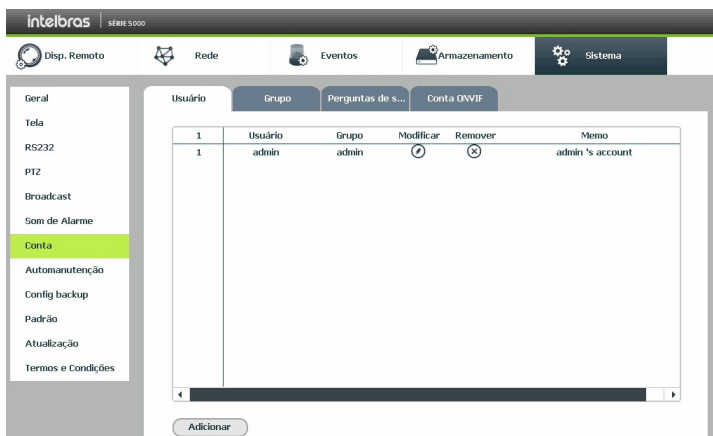 intelbras SÉRIE 5000
Disp. Remoto Rede Eventos Armazenamento Sistema
Geral
Tela
RS232
PTZ
Broadcast
Som de Alarme
Conta
Automanutenção
Config backup
Padrão
Atualização
Termos e Condições
Usuário Grupo Perguntas de s... Conta ONVIF
1 Usuário Grupo Modificar Remover Memo
1 admin admin admin 's account
Adicionar